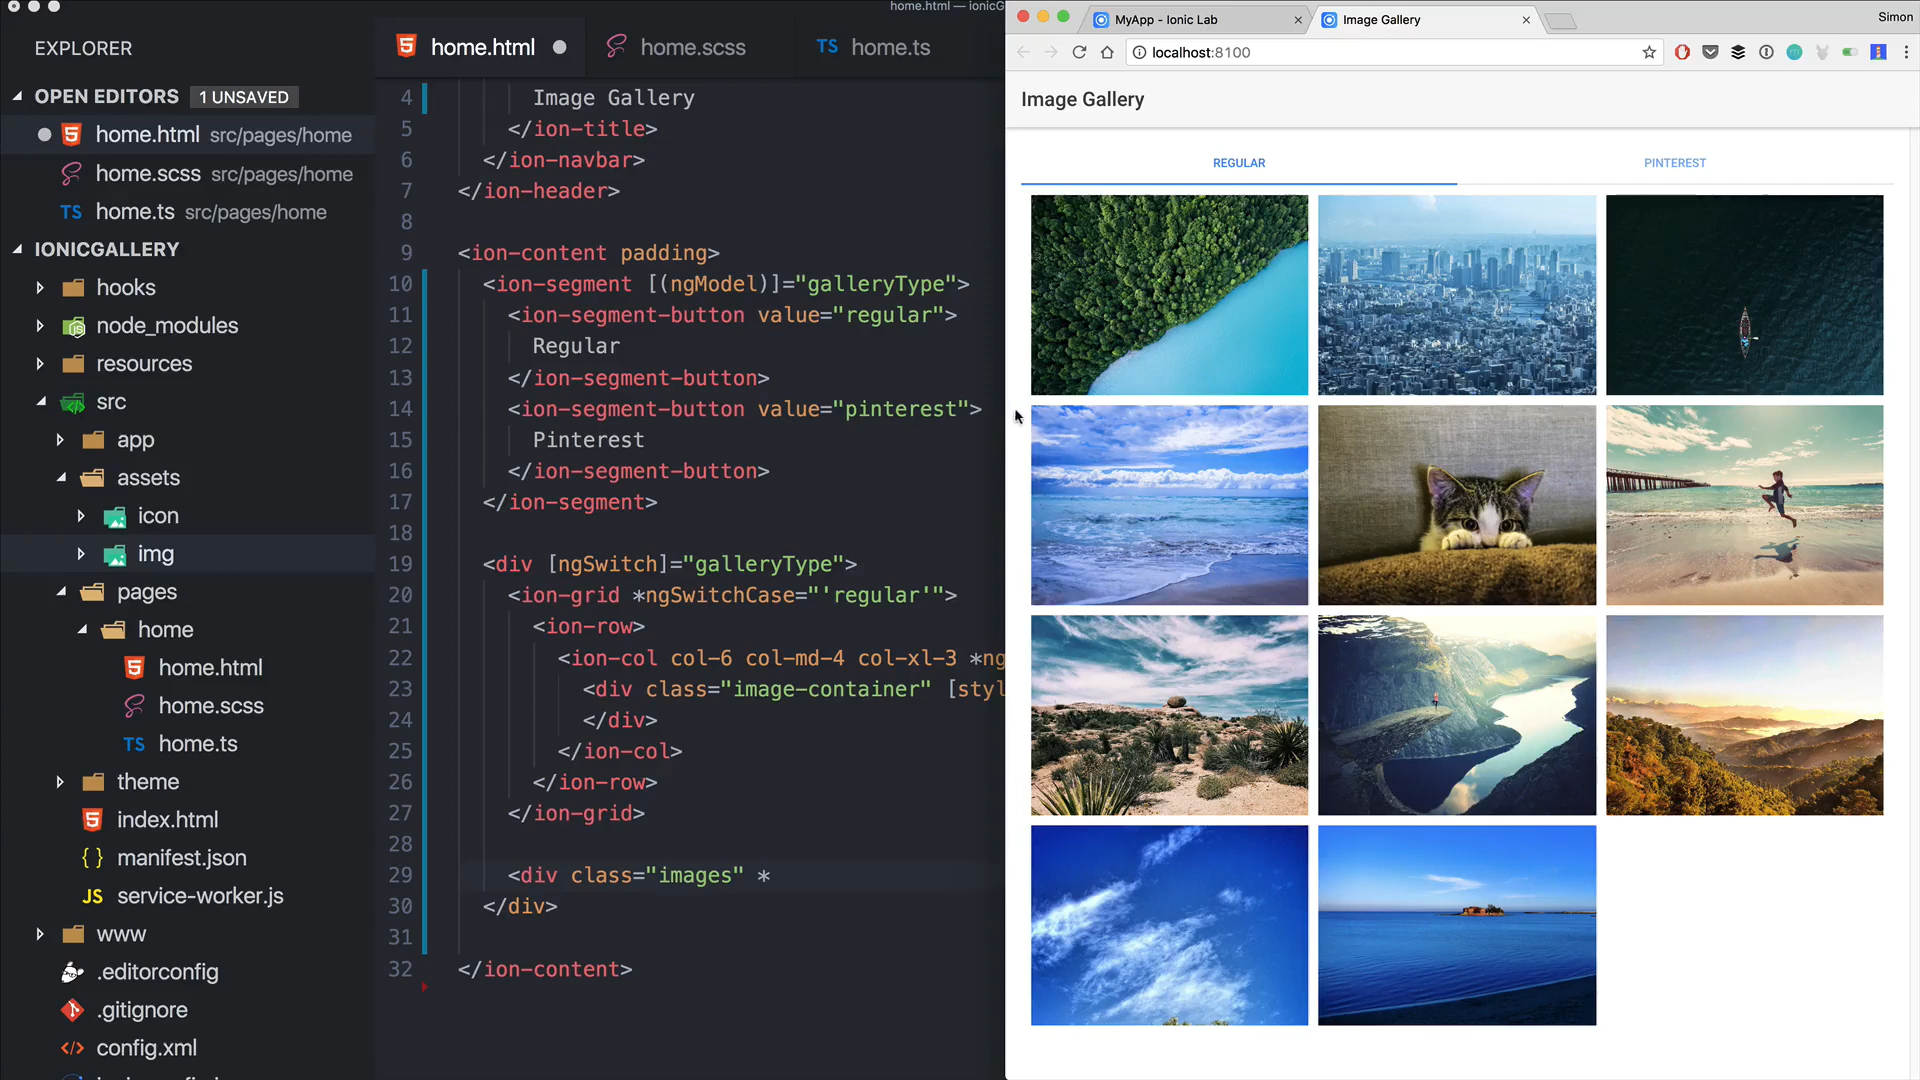 home.html — ionicG
EXPLORER
OPEN EDITORS 1 UNSAVED
home.html src/pages/home
home.scss src/pages/home
TS home.ts src/pages/home
IONICGALLERY
hooks
node_modules
resources
src
app
assets
icon
img
pages
home
home.html
home.scss
TS home.ts
theme
index.html
{ } manifest.json
JS service-worker.js
www
.editorconfig
.gitignore
</> config.xml
home.html
home.scss
TS home.ts
4 Image Gallery
5 </ion-title>
6 </ion-navbar>
7 </ion-header>
8
9 <ion-content padding>
10 <ion-segment [(ngModel)]="galleryType">
11 <ion-segment-button value="regular">
12 Regular
13 </ion-segment-button>
14 <ion-segment-button value="pinterest">
15 Pinterest
16 </ion-segment-button>
17 </ion-segment>
18
19 <div [ngSwitch]="galleryType">
20 <ion-grid *ngSwitchCase="'regular'">
21 <ion-row>
22 <ion-col col-6 col-md-4 col-xl-3 *ng
23 <div class="image-container" [styl
24 </div>
25 </ion-col>
26 </ion-row>
27 </ion-grid>
28
29 <div class="images" *
30 </div>
31
32 </ion-content>
MyApp - Ionic Lab
Image Gallery
Simon
localhost:8100
Image Gallery
REGULAR
PINTEREST